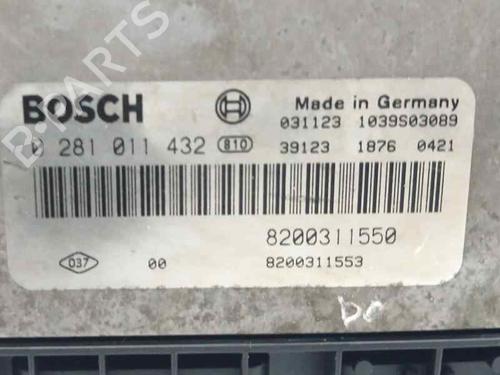 B-PARTS
BOSCH Made in Germany
031123 1039S03089
0 281 011 432 810 39123 1876 0421
8200311550
037 00 8200311553
DC